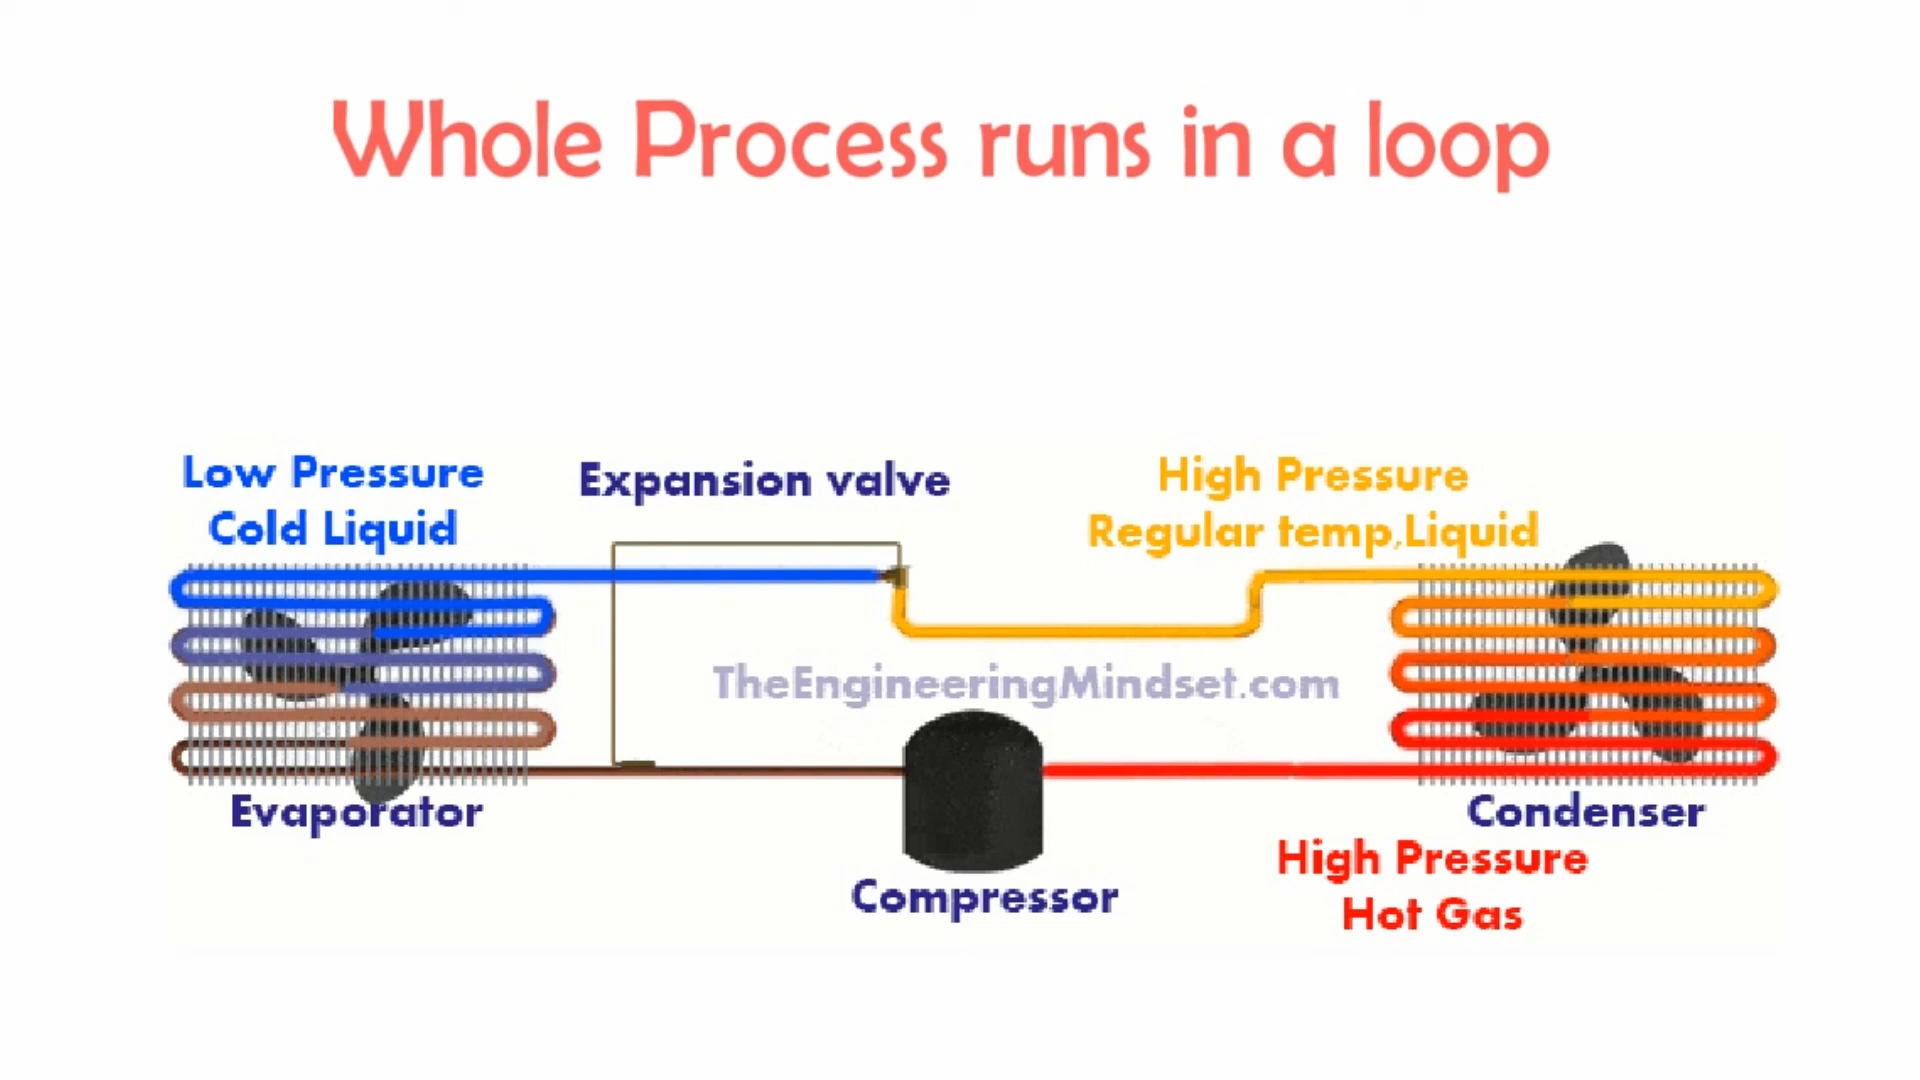 Whole Process runs in a loop
Low Pressure
Cold Liquid
Expansion valve
High Pressure
Regular temp,Liquid
TheEngineeringMindset.com
Evaporator
Compressor
Condenser
High Pressure
Hot Gas